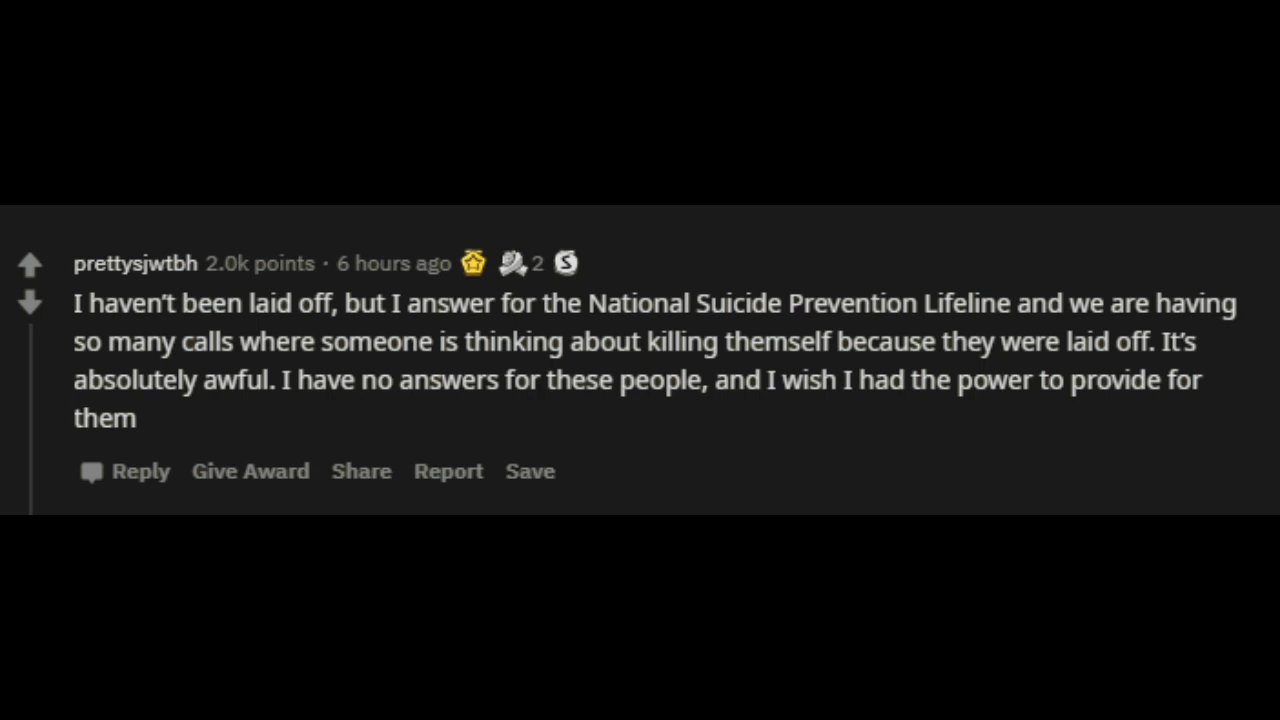 prettysjwtbh 2.0k points · 6 hours ago 2
I haven’t been laid off, but I answer for the National Suicide Prevention Lifeline and we are having
so many calls where someone is thinking about killing themself because they were laid off. It’s
absolutely awful. I have no answers for these people, and I wish I had the power to provide for
them
Reply Give Award Share Report Save